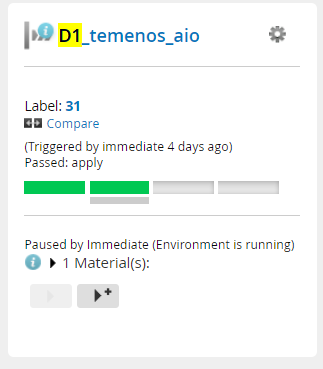 D1_temenos_aio
Label: 31
Compare
(Triggered by immediate 4 days ago)
Passed: apply
Paused by Immediate (Environment is running)
1 Material(s):